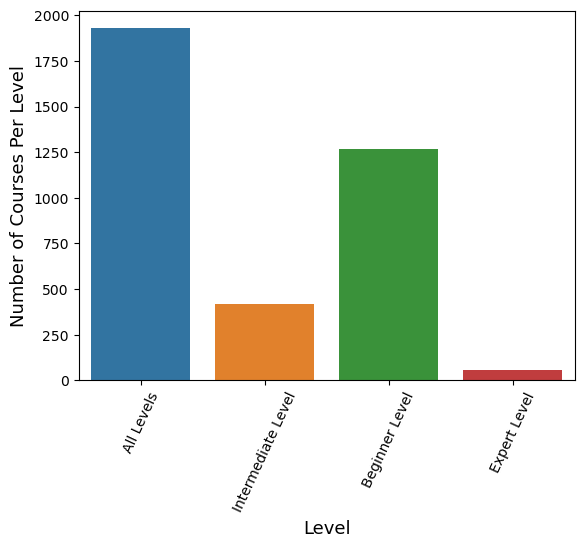 Number of Courses Per Level
2000
1750
1500
1250
1000
750
500
250
0
All Levels
Intermediate Level
Beginner Level
Expert Level
Level